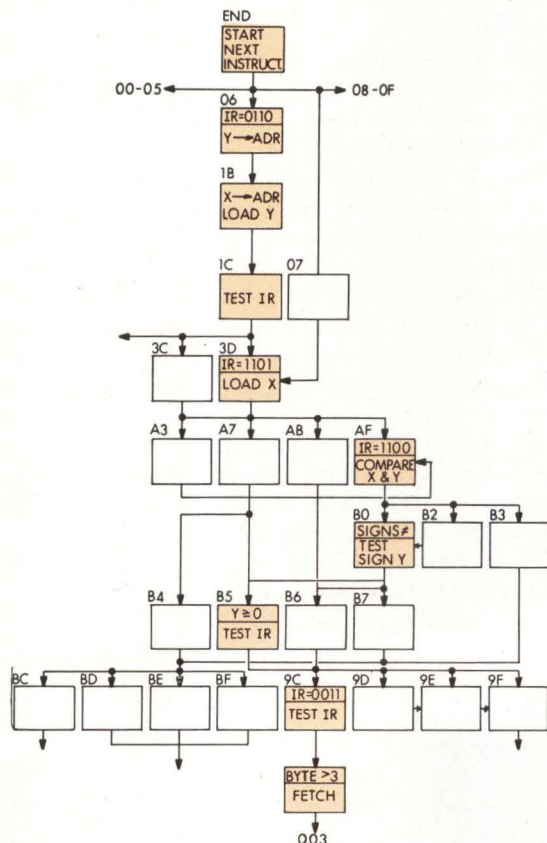 END
START
NEXT
INSTRUCT.
00-05
08-0F
06
IR=0110
Y→ADR
1B
X→ADR
LOAD Y
1C
07
TEST IR
3C
3D
IR=1101
LOAD X
A3
A7
AB
AF
IR=1100
COMPARE
X & Y
B0
B2
B3
SIGNS≠
TEST
SIGN Y
B4
B5
B6
B7
Y≥0
TEST IR
BC
BD
BE
BF
9C
9D
9E
9F
IR=0011
TEST IR
BYTE >3
FETCH
003